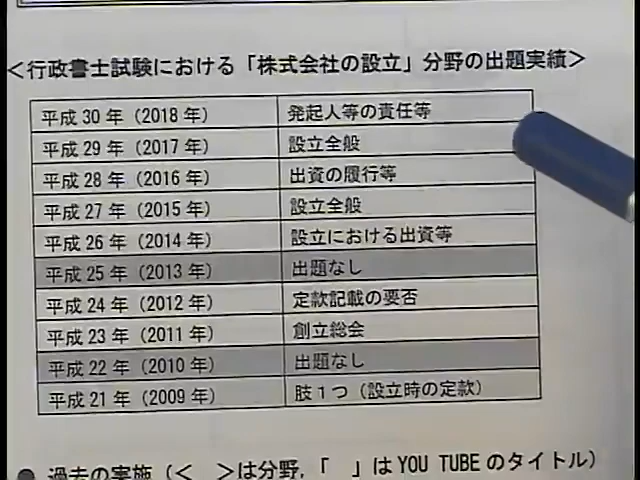 ＜行政書士試験における「株式会社の設立」分野の出題実績＞
平成 30 年（2018 年） 発起人等の責任等
平成 29 年（2017 年） 設立全般
平成 28 年（2016 年） 出資の履行等
平成 27 年（2015 年） 設立全般
平成 26 年（2014 年） 設立における出資等
平成 25 年（2013 年） 出題なし
平成 24 年（2012 年） 定款記載の要否
平成 23 年（2011 年） 創立総会
平成 22 年（2010 年） 出題なし
平成 21 年（2009 年） 肢１つ（設立時の定款）
● 過去の実施（＜　＞は分野,「　」は YOU TUBE のタイトル）